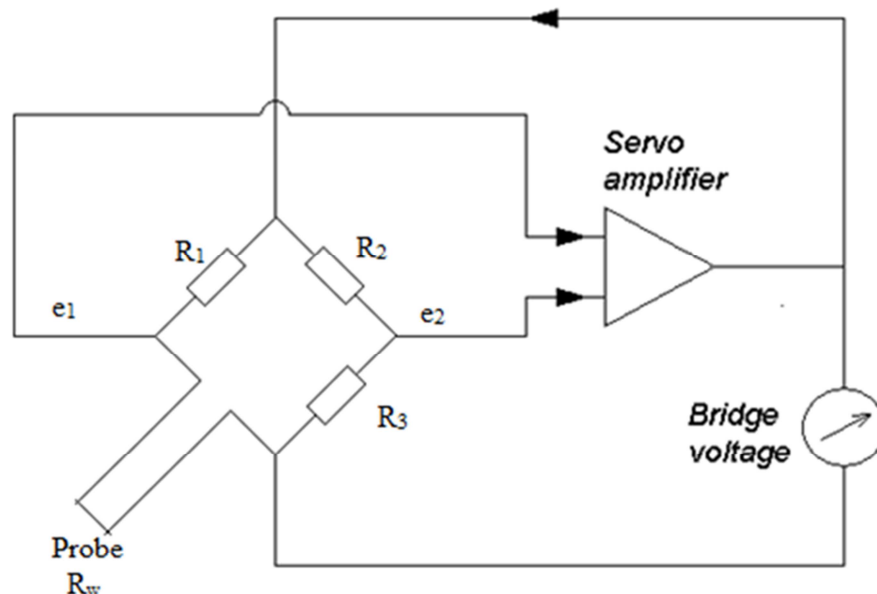 Servo
amplifier
R1
R2
e1
e2
R3
Bridge
voltage
Probe
Rw